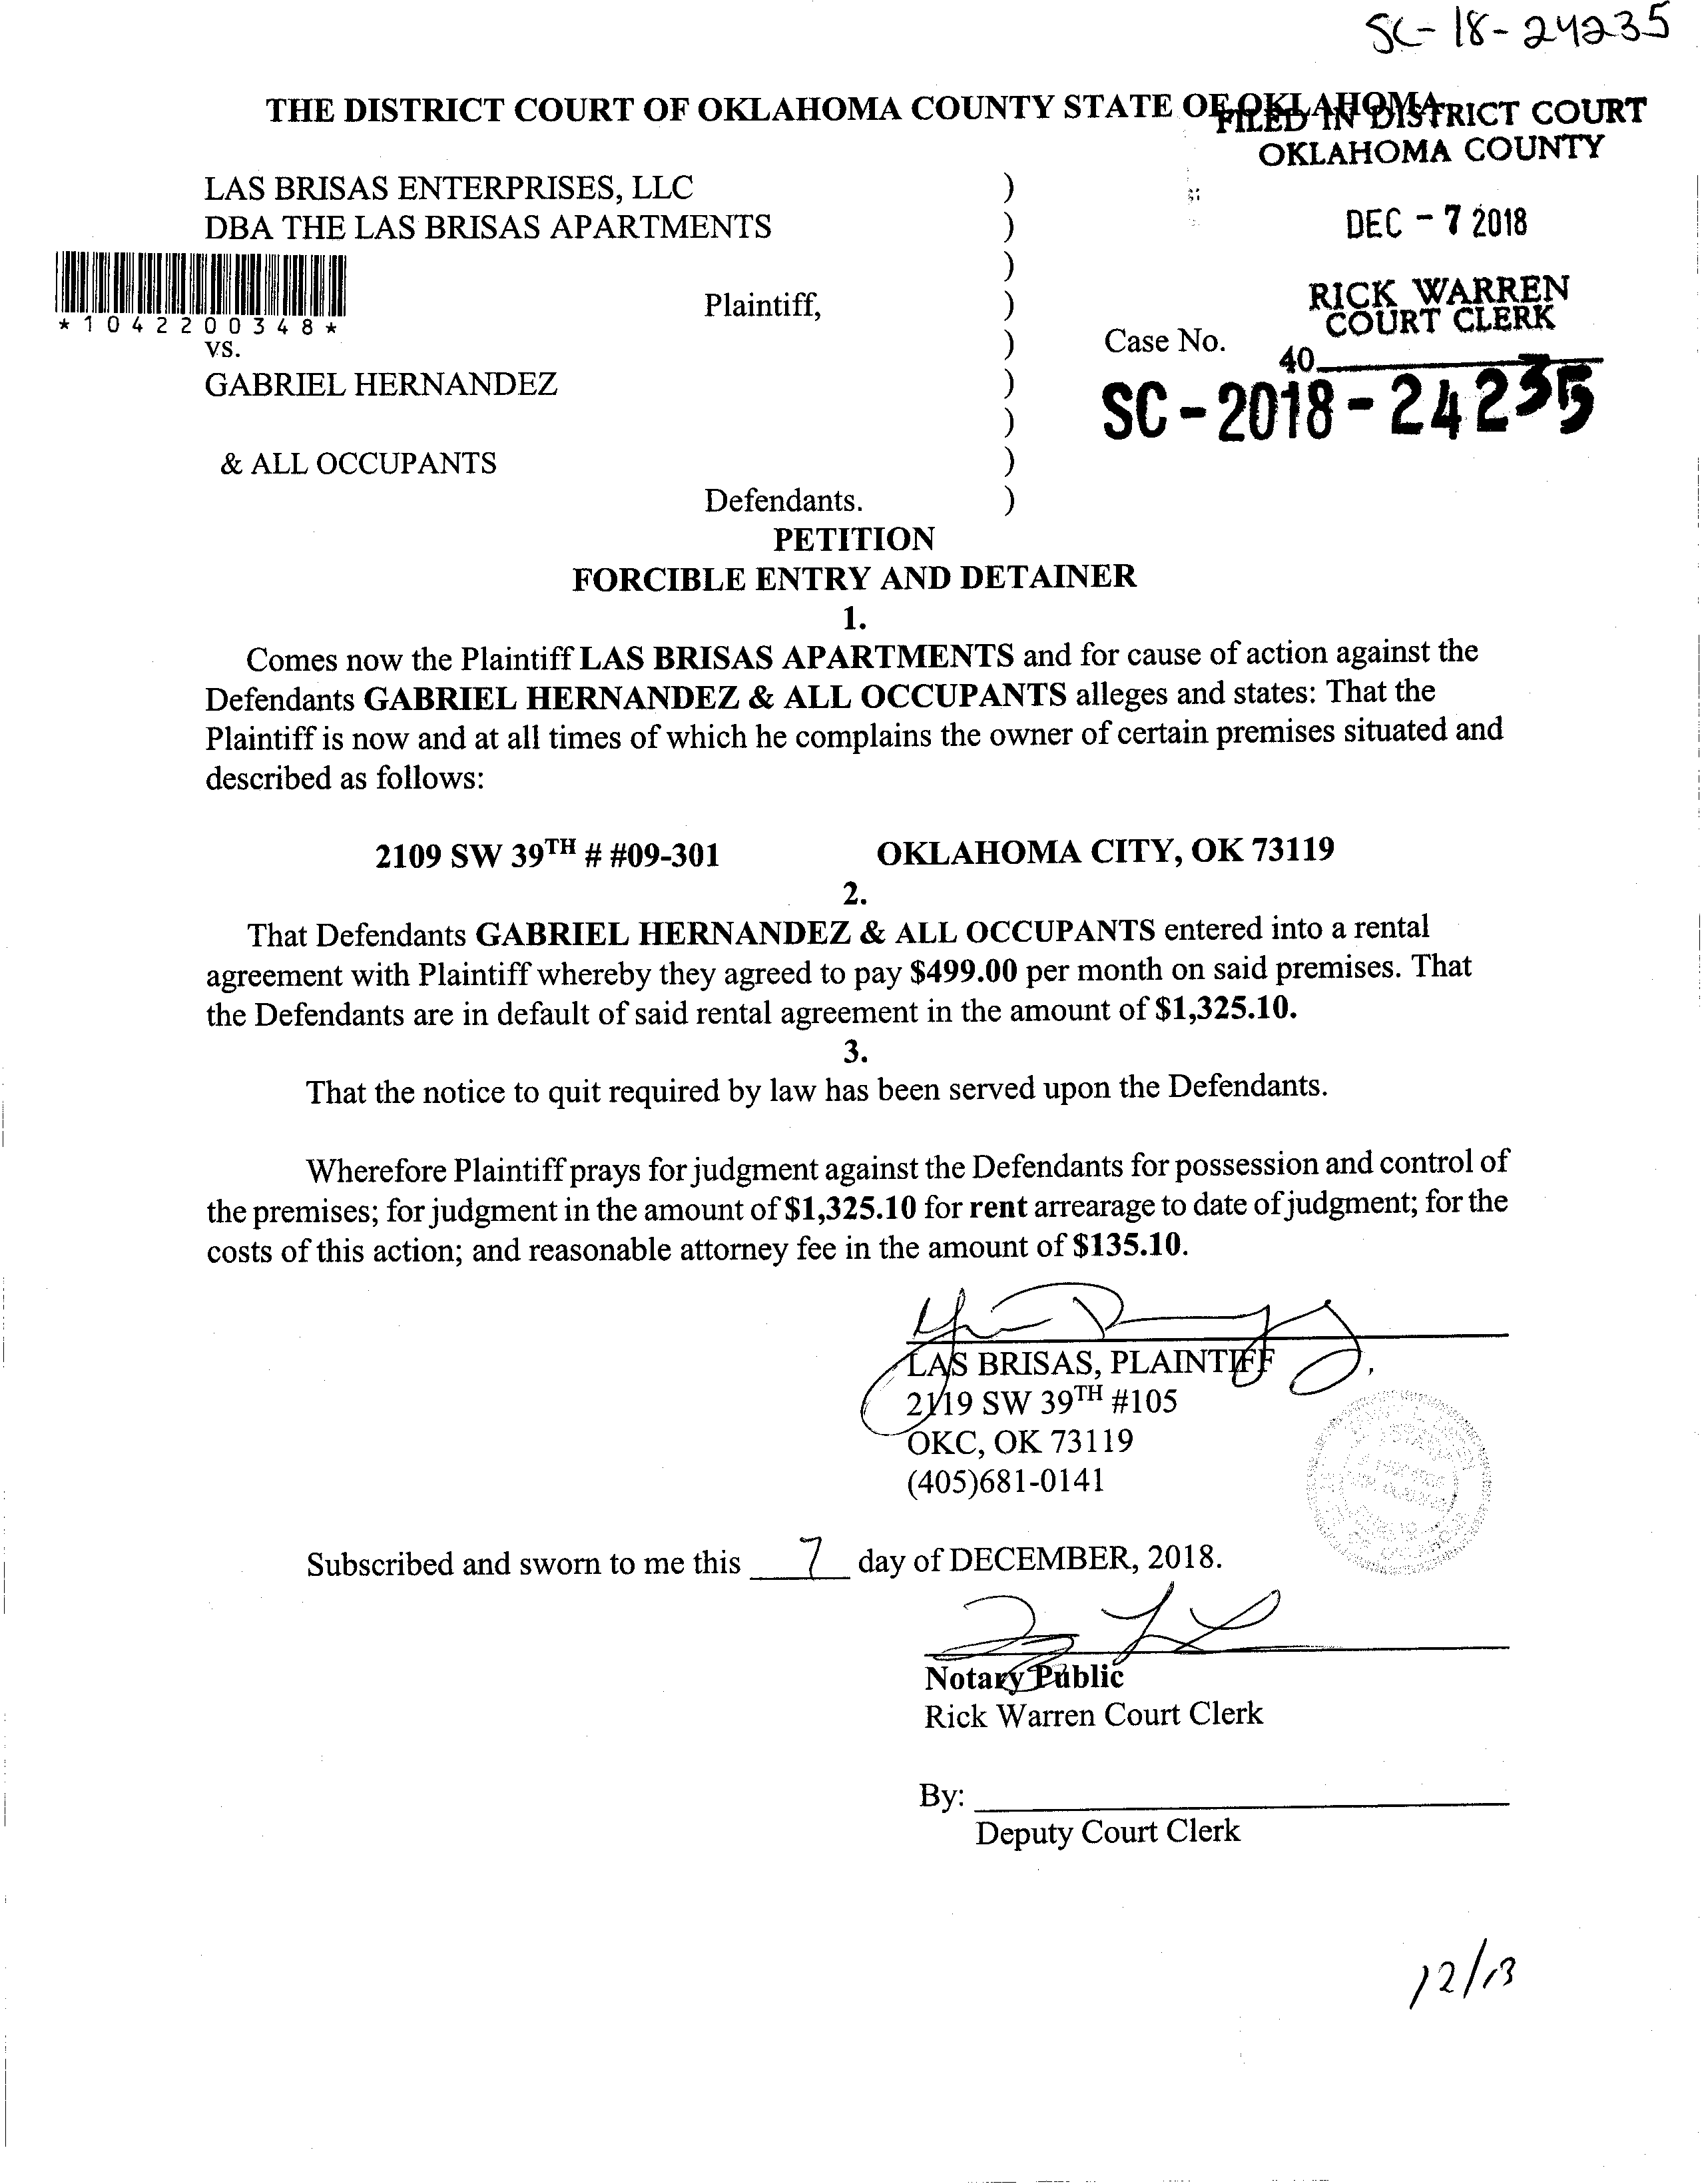 SC-18-24235
THE DISTRICT COURT OF OKLAHOMA COUNTY STATE OF OKLAHOMA
FILED IN DISTRICT COURT
OKLAHOMA COUNTY
LAS BRISAS ENTERPRISES, LLC )
DBA THE LAS BRISAS APARTMENTS )
DEC - 7 2018
)
Plaintiff, )
RICK WARREN
COURT CLERK
*1042200348*
vs. )
Case No.
40
GABRIEL HERNANDEZ )
SC-2018-24235
)
& ALL OCCUPANTS )
Defendants. )
PETITION
FORCIBLE ENTRY AND DETAINER
1.
Comes now the Plaintiff LAS BRISAS APARTMENTS and for cause of action against the
Defendants GABRIEL HERNANDEZ & ALL OCCUPANTS alleges and states: That the
Plaintiff is now and at all times of which he complains the owner of certain premises situated and
described as follows:
2109 SW 39TH # #09-301 OKLAHOMA CITY, OK 73119
2.
That Defendants GABRIEL HERNANDEZ & ALL OCCUPANTS entered into a rental
agreement with Plaintiff whereby they agreed to pay $499.00 per month on said premises. That
the Defendants are in default of said rental agreement in the amount of $1,325.10.
3.
That the notice to quit required by law has been served upon the Defendants.
Wherefore Plaintiff prays for judgment against the Defendants for possession and control of
the premises; for judgment in the amount of $1,325.10 for rent arrearage to date of judgment; for the
costs of this action; and reasonable attorney fee in the amount of $135.10.
LAS BRISAS, PLAINTIFF
2119 SW 39TH #105
OKC, OK 73119
(405)681-0141
Subscribed and sworn to me this 7 day of DECEMBER, 2018.
Notary Public
Rick Warren Court Clerk
By:
Deputy Court Clerk
12/13